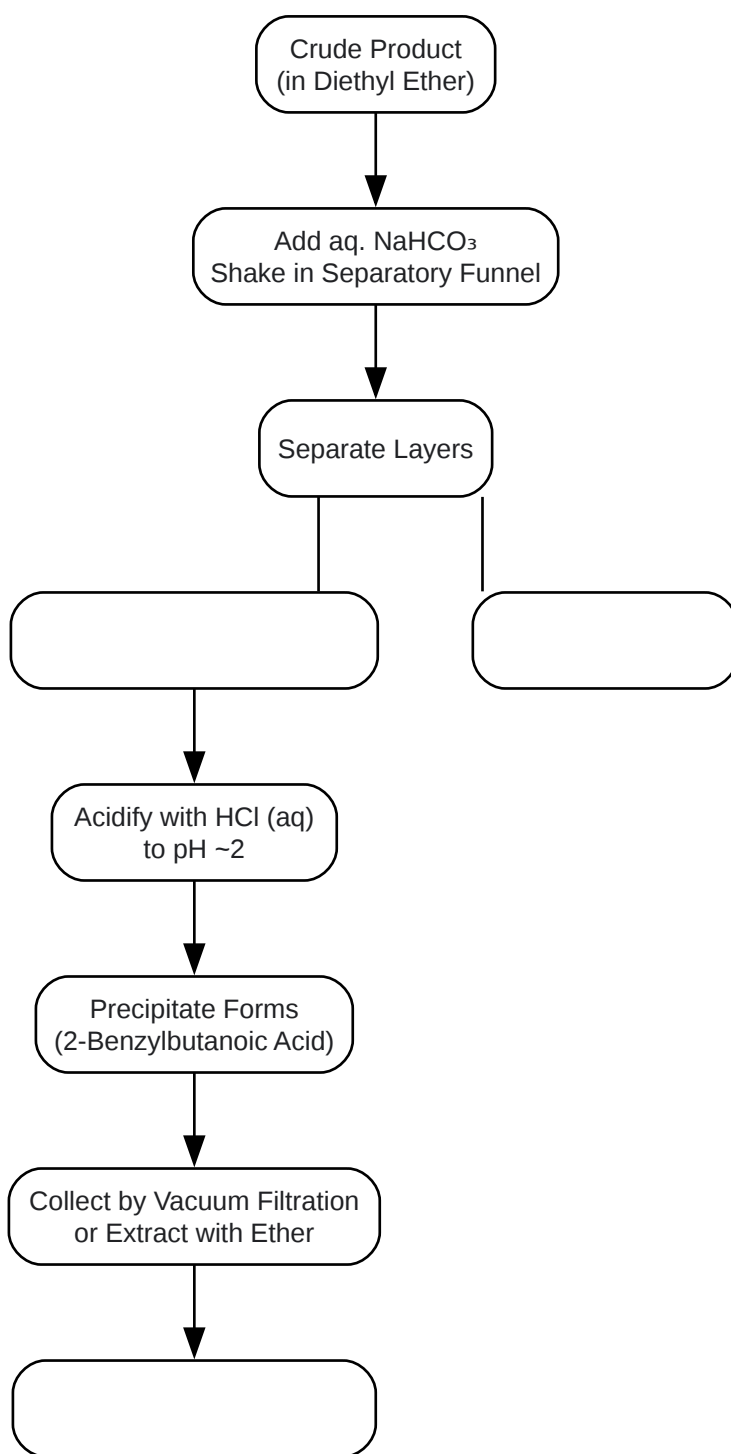 Crude Product
(in Diethyl Ether)
Add aq. NaHCO₃
Shake in Separatory Funnel
Separate Layers
Acidify with HCl (aq)
to pH ~2
Precipitate Forms
(2-Benzylbutanoic Acid)
Collect by Vacuum Filtration
or Extract with Ether